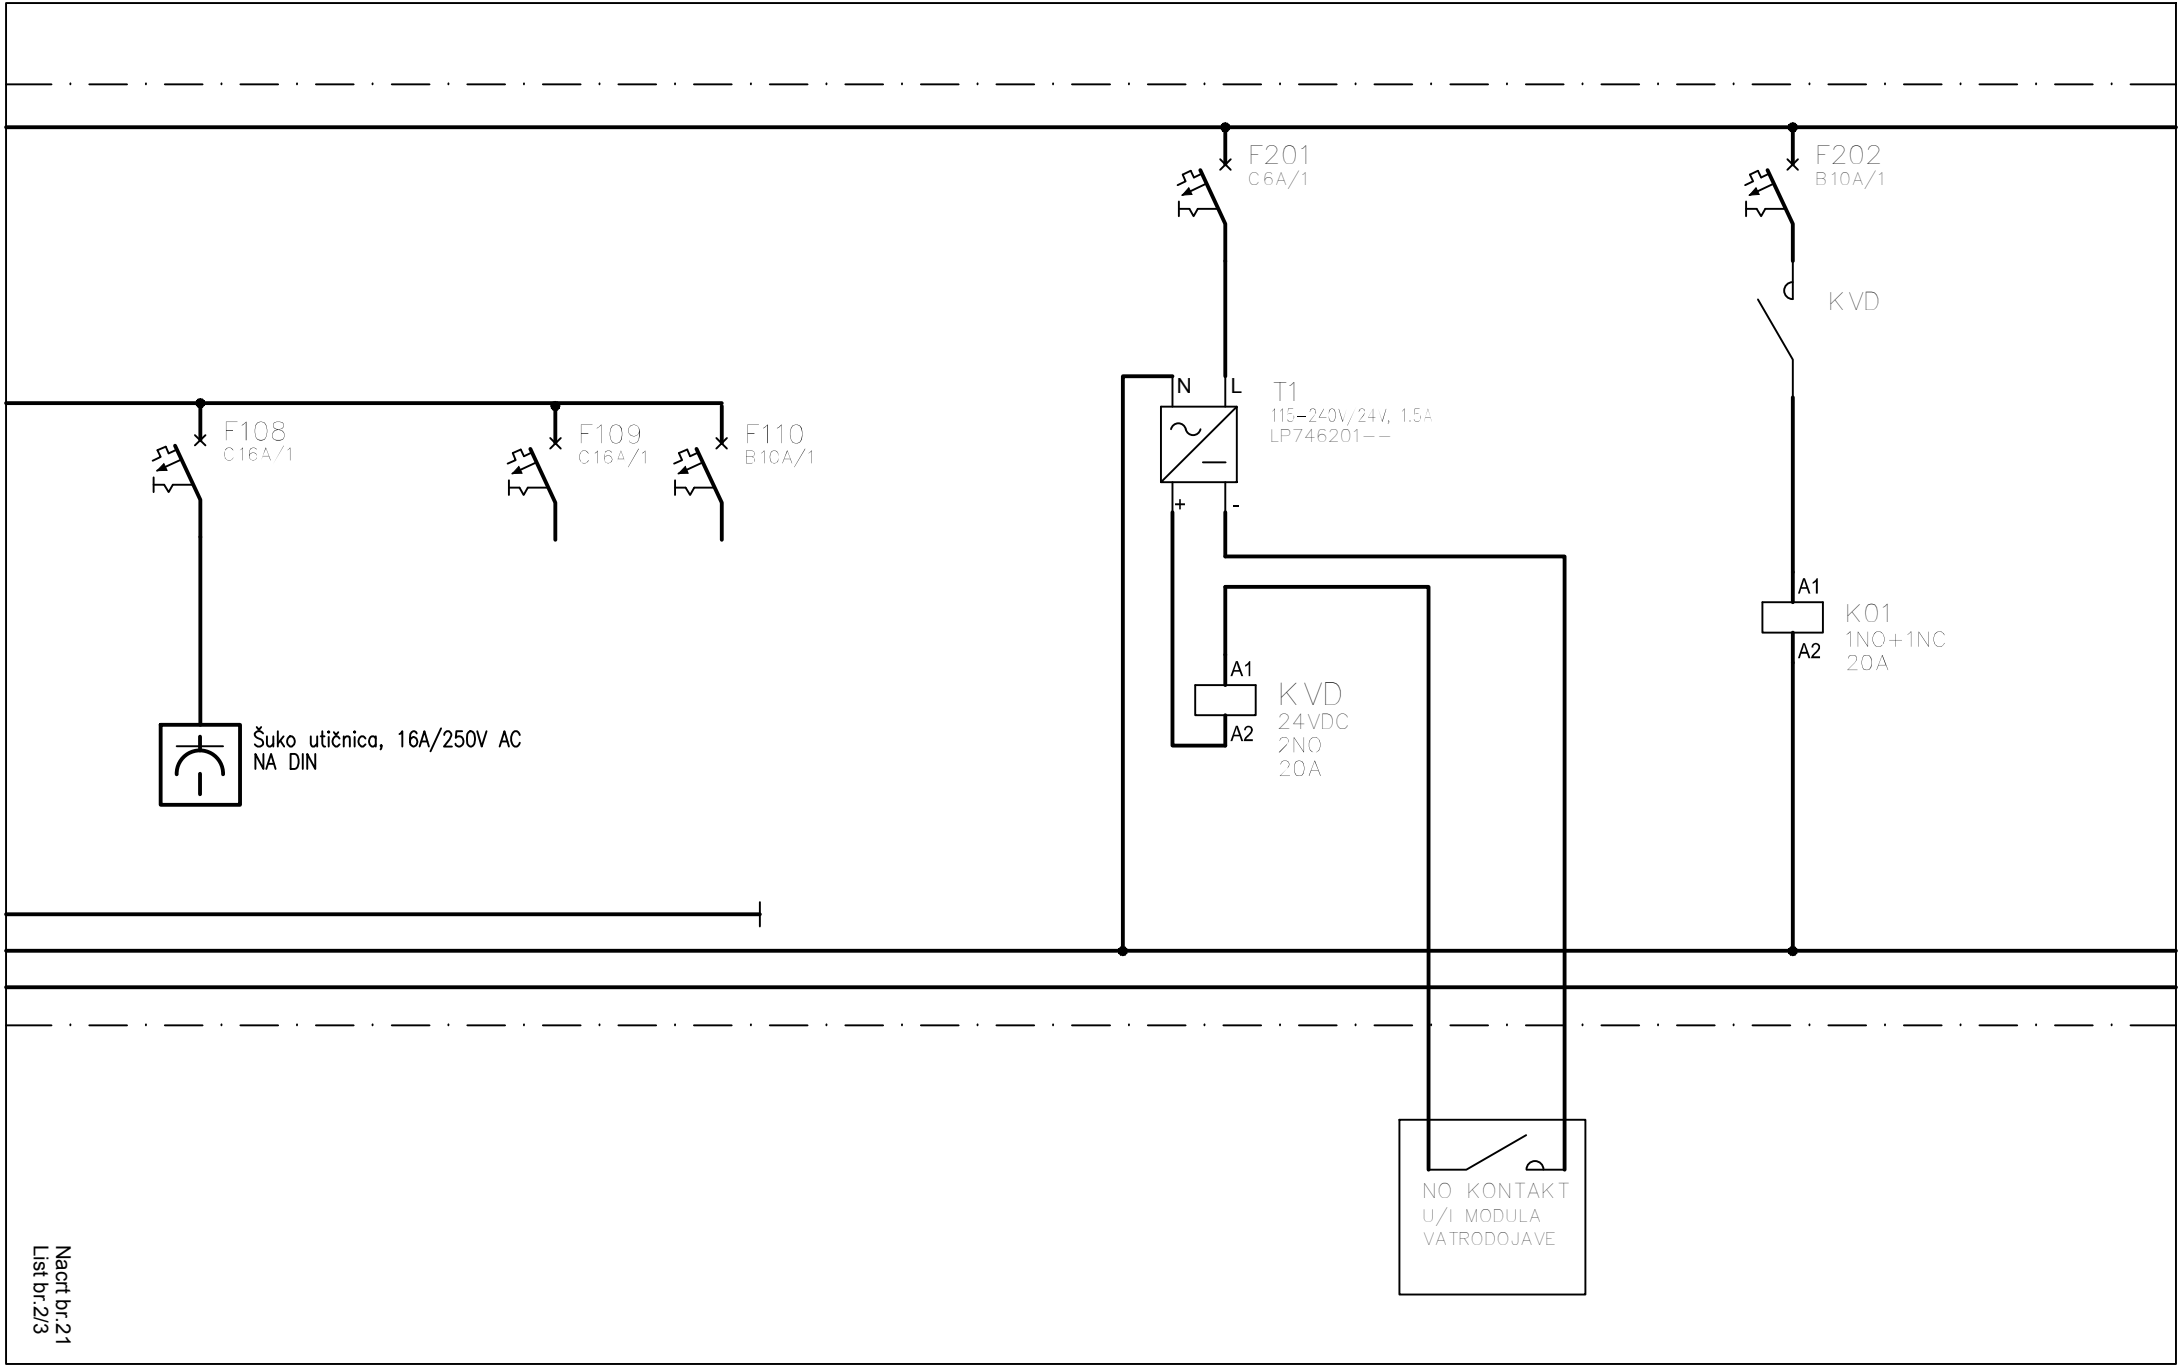 F201
C6A/1
F202
B10A/1
KVD
N
L
T1
115-240V/24V, 1.5A
LP746201--
F108
C16A/1
F109
C16A/1
F110
B10A/1
+
-
A1
K01
1NO+1NC
20A
A2
A1
KVD
24VDC
2NO
20A
A2
Šuko utičnica, 16A/250V AC
NA DIN
NO KONTAKT
U/I MODULA
VATRODOJAVE
Nacrt br.21
List br.2/3